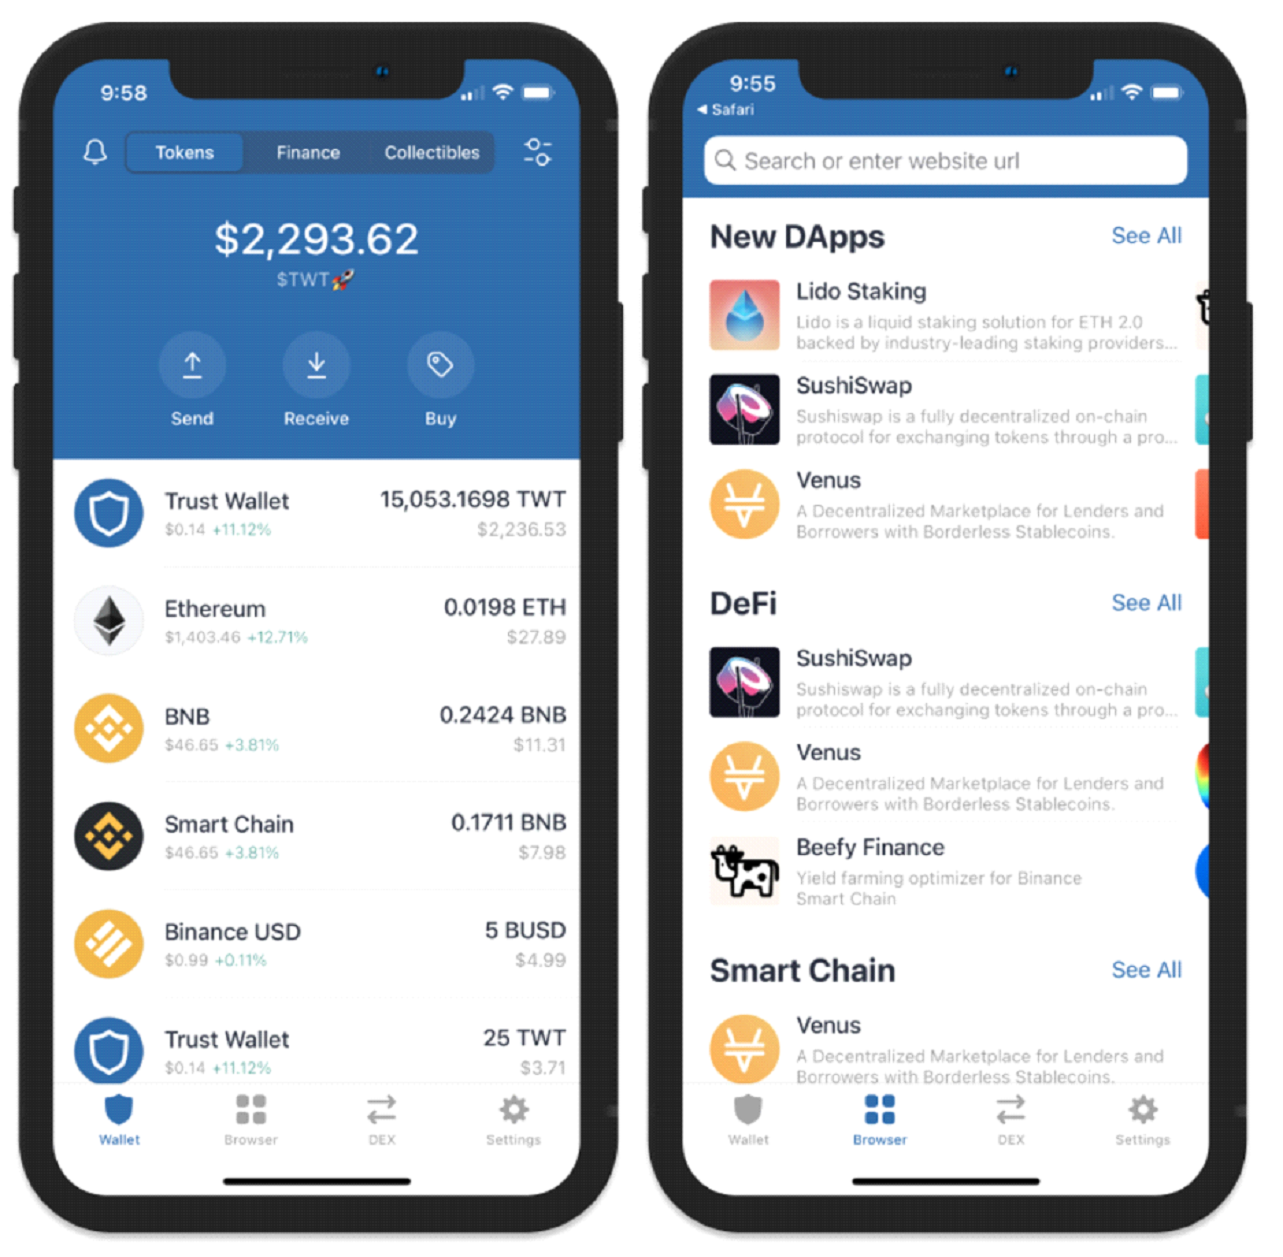 9:58
Tokens Finance Collectibles
$2,293.62
$TWT🚀
Send Receive Buy
Trust Wallet 15,053.1698 TWT
$0.14 +11.12% $2,236.53
Ethereum 0.0198 ETH
$1,403.46 +12.71% $27.89
BNB 0.2424 BNB
$46.65 +3.81% $11.31
Smart Chain 0.1711 BNB
$46.65 +3.81% $7.98
Binance USD 5 BUSD
$0.99 +0.11% $4.99
Trust Wallet 25 TWT
$0.14 +11.12% $3.71
Wallet Browser DEX Settings
9:55
Safari
Search or enter website url
New DApps See All
Lido Staking
Lido is a liquid staking solution for ETH 2.0
backed by industry-leading staking providers...
SushiSwap
Sushiswap is a fully decentralized on-chain
protocol for exchanging tokens through a pro...
Venus
A Decentralized Marketplace for Lenders and
Borrowers with Borderless Stablecoins.
DeFi See All
SushiSwap
Sushiswap is a fully decentralized on-chain
protocol for exchanging tokens through a pro...
Venus
A Decentralized Marketplace for Lenders and
Borrowers with Borderless Stablecoins.
Beefy Finance
Yield farming optimizer for Binance
Smart Chain
Smart Chain See All
Venus
A Decentralized Marketplace for Lenders and
Borrowers with Borderless Stablecoins.
Wallet Browser DEX Settings